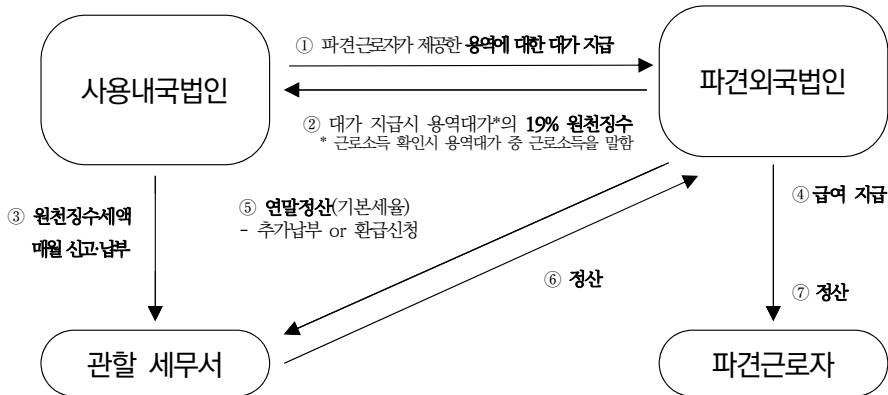 ① 파견근로자가 제공한 용역에 대한 대가 지급
사용내국법인
파견외국법인
② 대가 지급시 용역대가*의 19% 원천징수
* 근로소득 확인시 용역대가 중 근로소득을 말함
③ 원천징수세액
매월 신고·납부
⑤ 연말정산(기본세율)
- 추가납부 or 환급신청
④ 급여 지급
⑥ 정산
⑦ 정산
관할 세무서
파견근로자